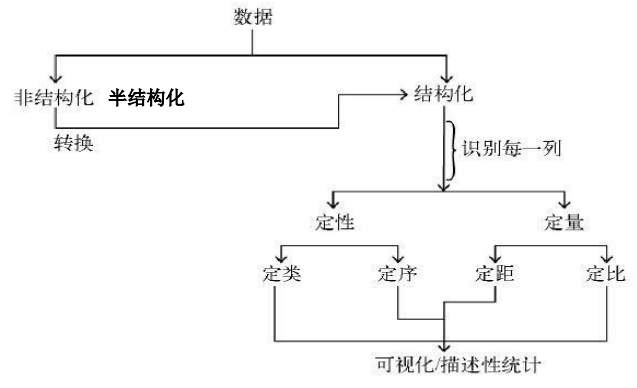 数据
非结构化 半结构化 结构化
转换
识别每一列
定性 定量
定类 定序 定距 定比
可视化/描述性统计